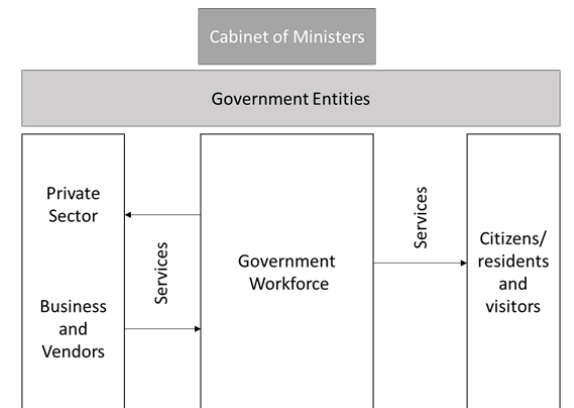 Cabinet of Ministers
Government Entities
Private
Sector
Business
and
Vendors
Services
Government
Workforce
Services
Citizens/
residents
and
visitors